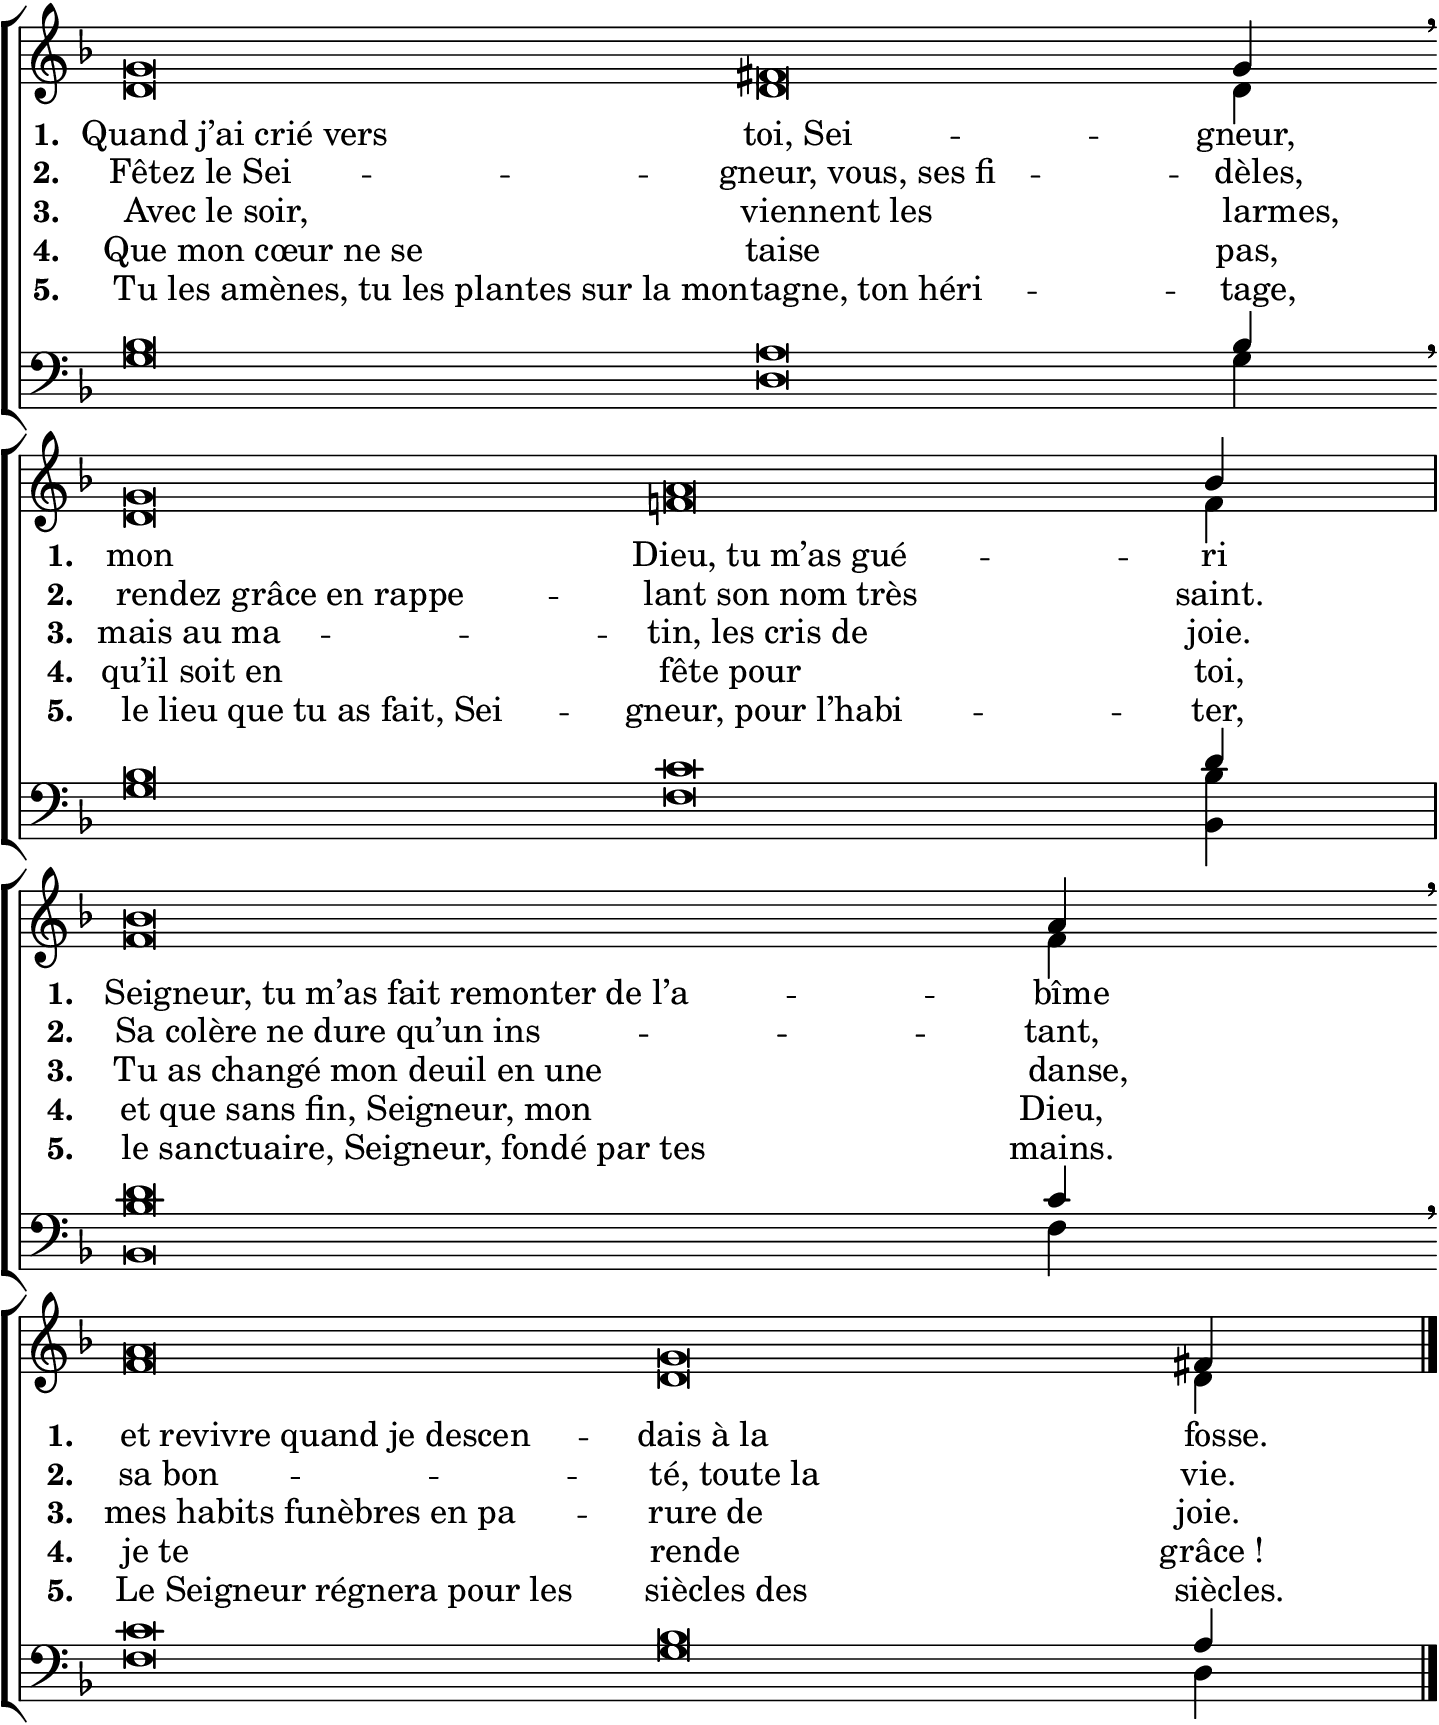 1. Quand j’ai crié vers toi, Sei - gneur,
2. Fêtez le Sei - - - gneur, vous, ses fi - - dèles,
3. Avec le soir, viennent les larmes,
4. Que mon cœur ne se taise pas,
5. Tu les amènes, tu les plantes sur la montagne, ton héri - - tage,
1. mon Dieu, tu m’as gué - - ri
2. rendez grâce en rappe - lant son nom très saint.
3. mais au ma - - - tin, les cris de joie.
4. qu’il soit en fête pour toi,
5. le lieu que tu as fait, Sei - gneur, pour l’habi - - ter,
1. Seigneur, tu m’as fait remonter de l’a - - bîme
2. Sa colère ne dure qu’un ins - - - tant,
3. Tu as changé mon deuil en une danse,
4. et que sans fin, Seigneur, mon Dieu,
5. le sanctuaire, Seigneur, fondé par tes mains.
1. et revivre quand je descen - dais à la fosse.
2. sa bon - - - té, toute la vie.
3. mes habits funèbres en pa - rure de joie.
4. je te rende grâce !
5. Le Seigneur régnera pour les siècles des siècles.